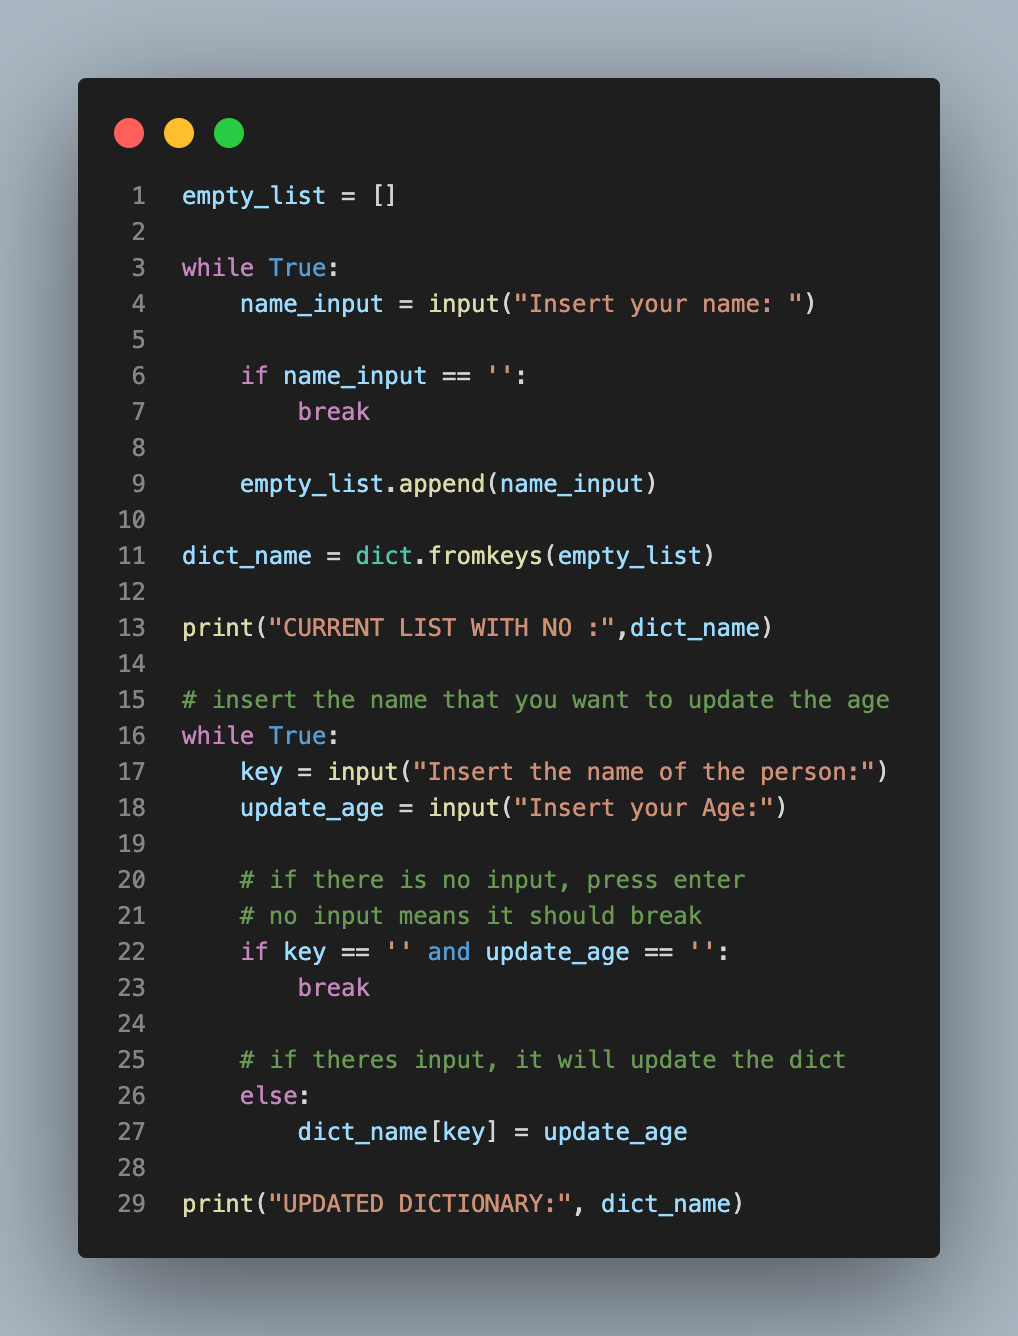 1 empty_list = []
2
3 while True:
4     name_input = input("Insert your name: ")
5
6     if name_input == '':
7         break
8
9     empty_list.append(name_input)
10
11 dict_name = dict.fromkeys(empty_list)
12
13 print("CURRENT LIST WITH NO :",dict_name)
14
15 # insert the name that you want to update the age
16 while True:
17     key = input("Insert the name of the person:")
18     update_age = input("Insert your Age:")
19
20     # if there is no input, press enter
21     # no input means it should break
22     if key == '' and update_age == '':
23         break
24
25     # if theres input, it will update the dict
26     else:
27         dict_name[key] = update_age
28
29 print("UPDATED DICTIONARY:", dict_name)